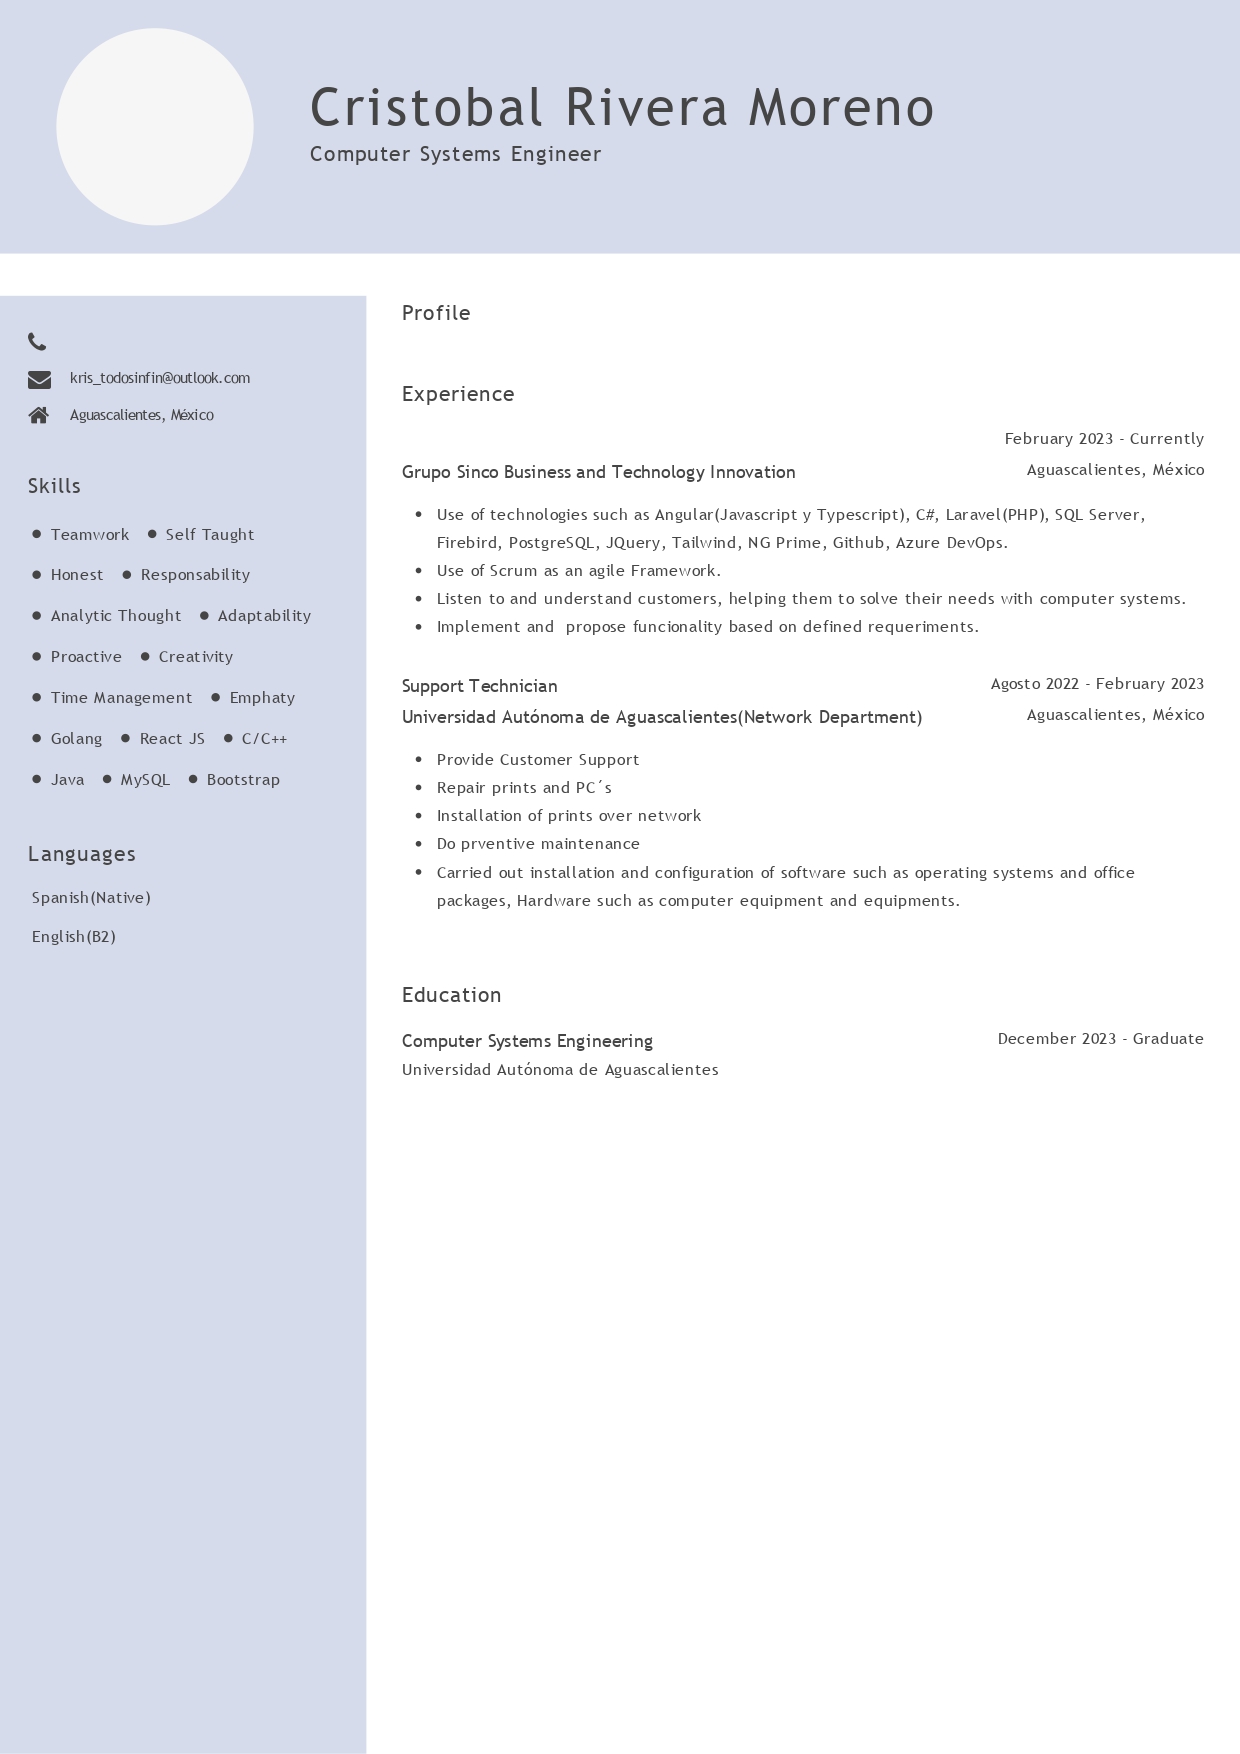 Cristobal Rivera Moreno
Computer Systems Engineer
kris_todosinfin@outlook.com
Aguascalientes, México
Skills
Teamwork Self Taught
Honest Responsability
Analytic Thought Adaptability
Proactive Creativity
Time Management Emphaty
Golang React JS C/C++
Java MySQL Bootstrap
Languages
Spanish(Native)
English(B2)
Profile
Experience
February 2023 - Currently
Grupo Sinco Business and Technology Innovation Aguascalientes, México
• Use of technologies such as Angular(Javascript y Typescript), C#, Laravel(PHP), SQL Server,
Firebird, PostgreSQL, JQuery, Tailwind, NG Prime, Github, Azure DevOps.
• Use of Scrum as an agile Framework.
• Listen to and understand customers, helping them to solve their needs with computer systems.
• Implement and  propose funcionality based on defined requeriments.
Support Technician Agosto 2022 - February 2023
Universidad Autónoma de Aguascalientes(Network Department) Aguascalientes, México
• Provide Customer Support
• Repair prints and PC´s
• Installation of prints over network
• Do prventive maintenance
• Carried out installation and configuration of software such as operating systems and office
packages, Hardware such as computer equipment and equipments.
Education
Computer Systems Engineering December 2023 - Graduate
Universidad Autónoma de Aguascalientes